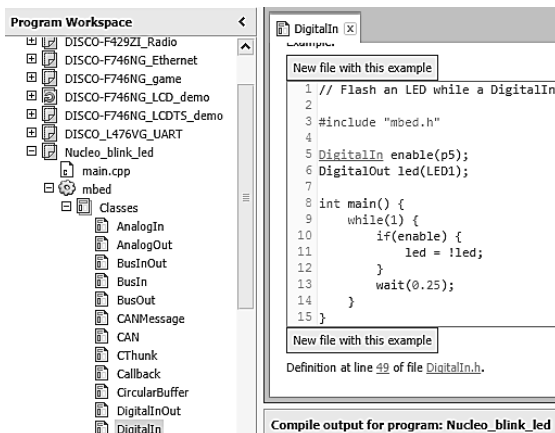 Program Workspace
DISCO-F429ZI_Radio
DISCO-F746NG_Ethernet
DISCO-F746NG_game
DISCO-F746NG_LCD_demo
DISCO-F746NG_LCDTS_demo
DISCO_L476VG_UART
Nucleo_blink_led
main.cpp
mbed
Classes
AnalogIn
AnalogOut
BusInOut
BusIn
BusOut
CANMessage
CAN
CThunk
Callback
CircularBuffer
DigitalInOut
DigitalIn
DigitalIn
Example:
New file with this example
1 // Flash an LED while a DigitalIn
2
3 #include "mbed.h"
4
5 DigitalIn enable(p5);
6 DigitalOut led(LED1);
7
8 int main() {
9 while(1) {
10 if(enable) {
11 led = !led;
12 }
13 wait(0.25);
14 }
15 }
New file with this example
Definition at line 49 of file DigitalIn.h.
Compile output for program: Nucleo_blink_led